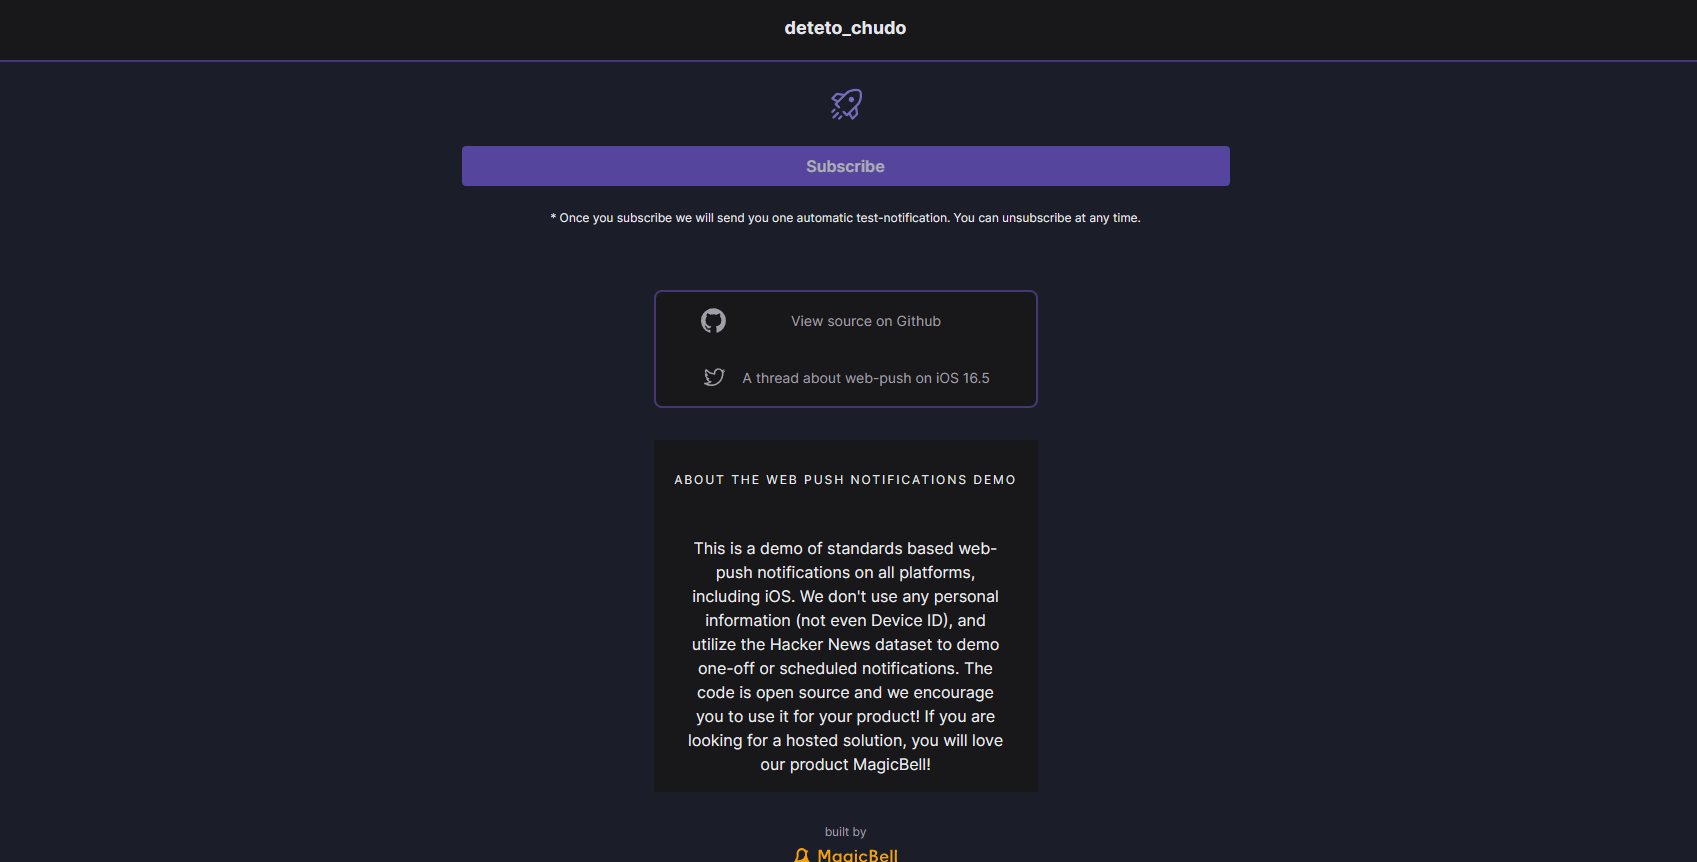 deteto_chudo
Subscribe
* Once you subscribe we will send you one automatic test-notification. You can unsubscribe at any time.
View source on Github
A thread about web-push on iOS 16.5
ABOUT THE WEB PUSH NOTIFICATIONS DEMO
This is a demo of standards based web-
push notifications on all platforms,
including iOS. We don't use any personal
information (not even Device ID), and
utilize the Hacker News dataset to demo
one-off or scheduled notifications. The
code is open source and we encourage
you to use it for your product! If you are
looking for a hosted solution, you will love
our product MagicBell!
built by
MagicBell